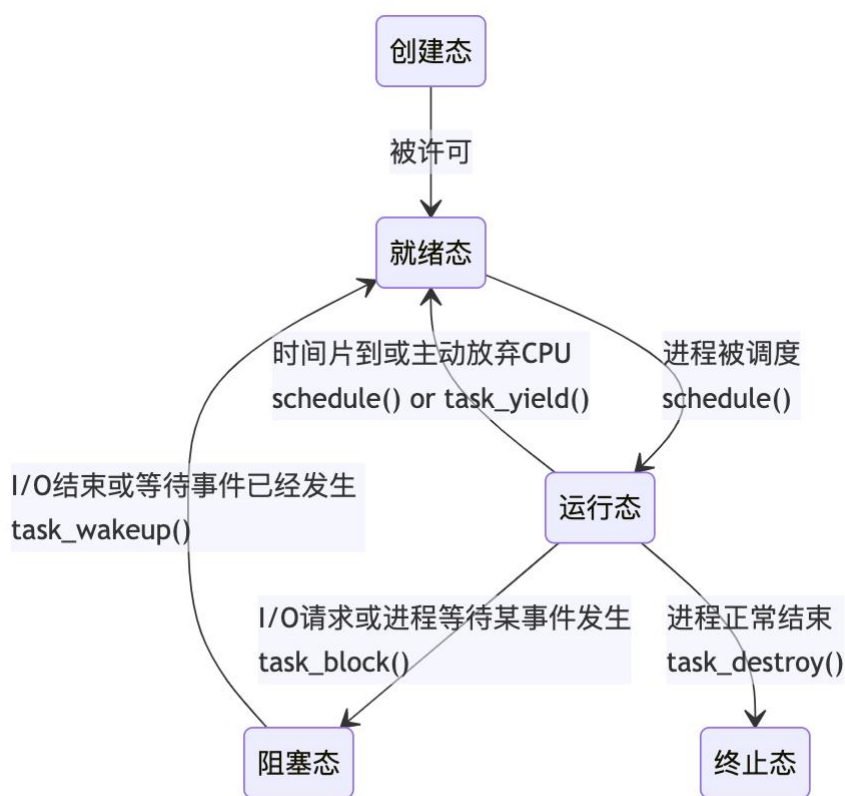 创建态
被许可
就绪态
时间片到或主动放弃CPU
schedule() or task_yield()
进程被调度
schedule()
I/O结束或等待事件已经发生
task_wakeup()
运行态
I/O请求或进程等待某事件发生
task_block()
进程正常结束
task_destroy()
阻塞态
终止态